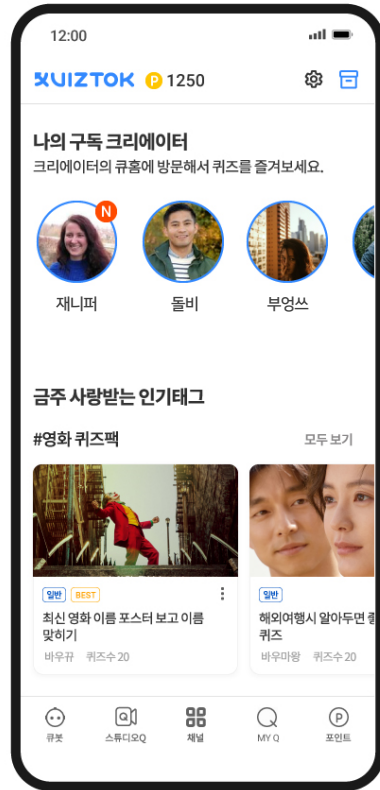 12:00
QUIZTOK P 1250
나의 구독 크리에이터
크리에이터의 큐홈에 방문해서 퀴즈를 즐겨보세요.
N
재니퍼 돌비 부엉쓰
금주 사랑받는 인기태그
#영화 퀴즈팩 모두 보기
일반 BEST
최신 영화 이름 포스터 보고 이름
맞히기
바우뀨 퀴즈수 20
일반
해외여행시 알아두면
퀴즈
바우마왕 퀴즈수 20
큐봇 스튜디오Q 채널 MY Q 포인트